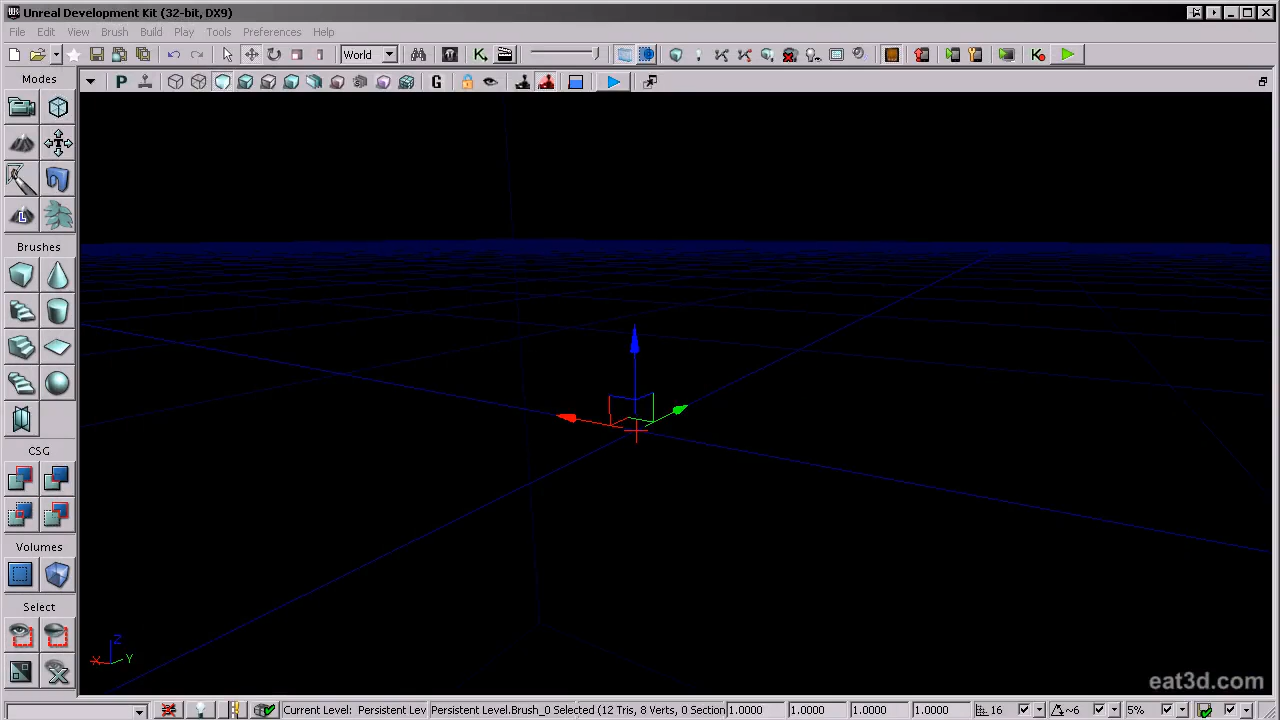 Unreal Development Kit (32-bit, DX9)
File Edit View Brush Build Play Tools Preferences Help
World
Modes
P
G
L
Brushes
CSG
Volumes
Select
Z
X Y
eat3d.com
Current Level: Persistent Lev Persistent Level.Brush_0 Selected (12 Tris, 8 Verts, 0 Section 1.0000 1.0000 1.0000 1.0000 16 ~6 5%